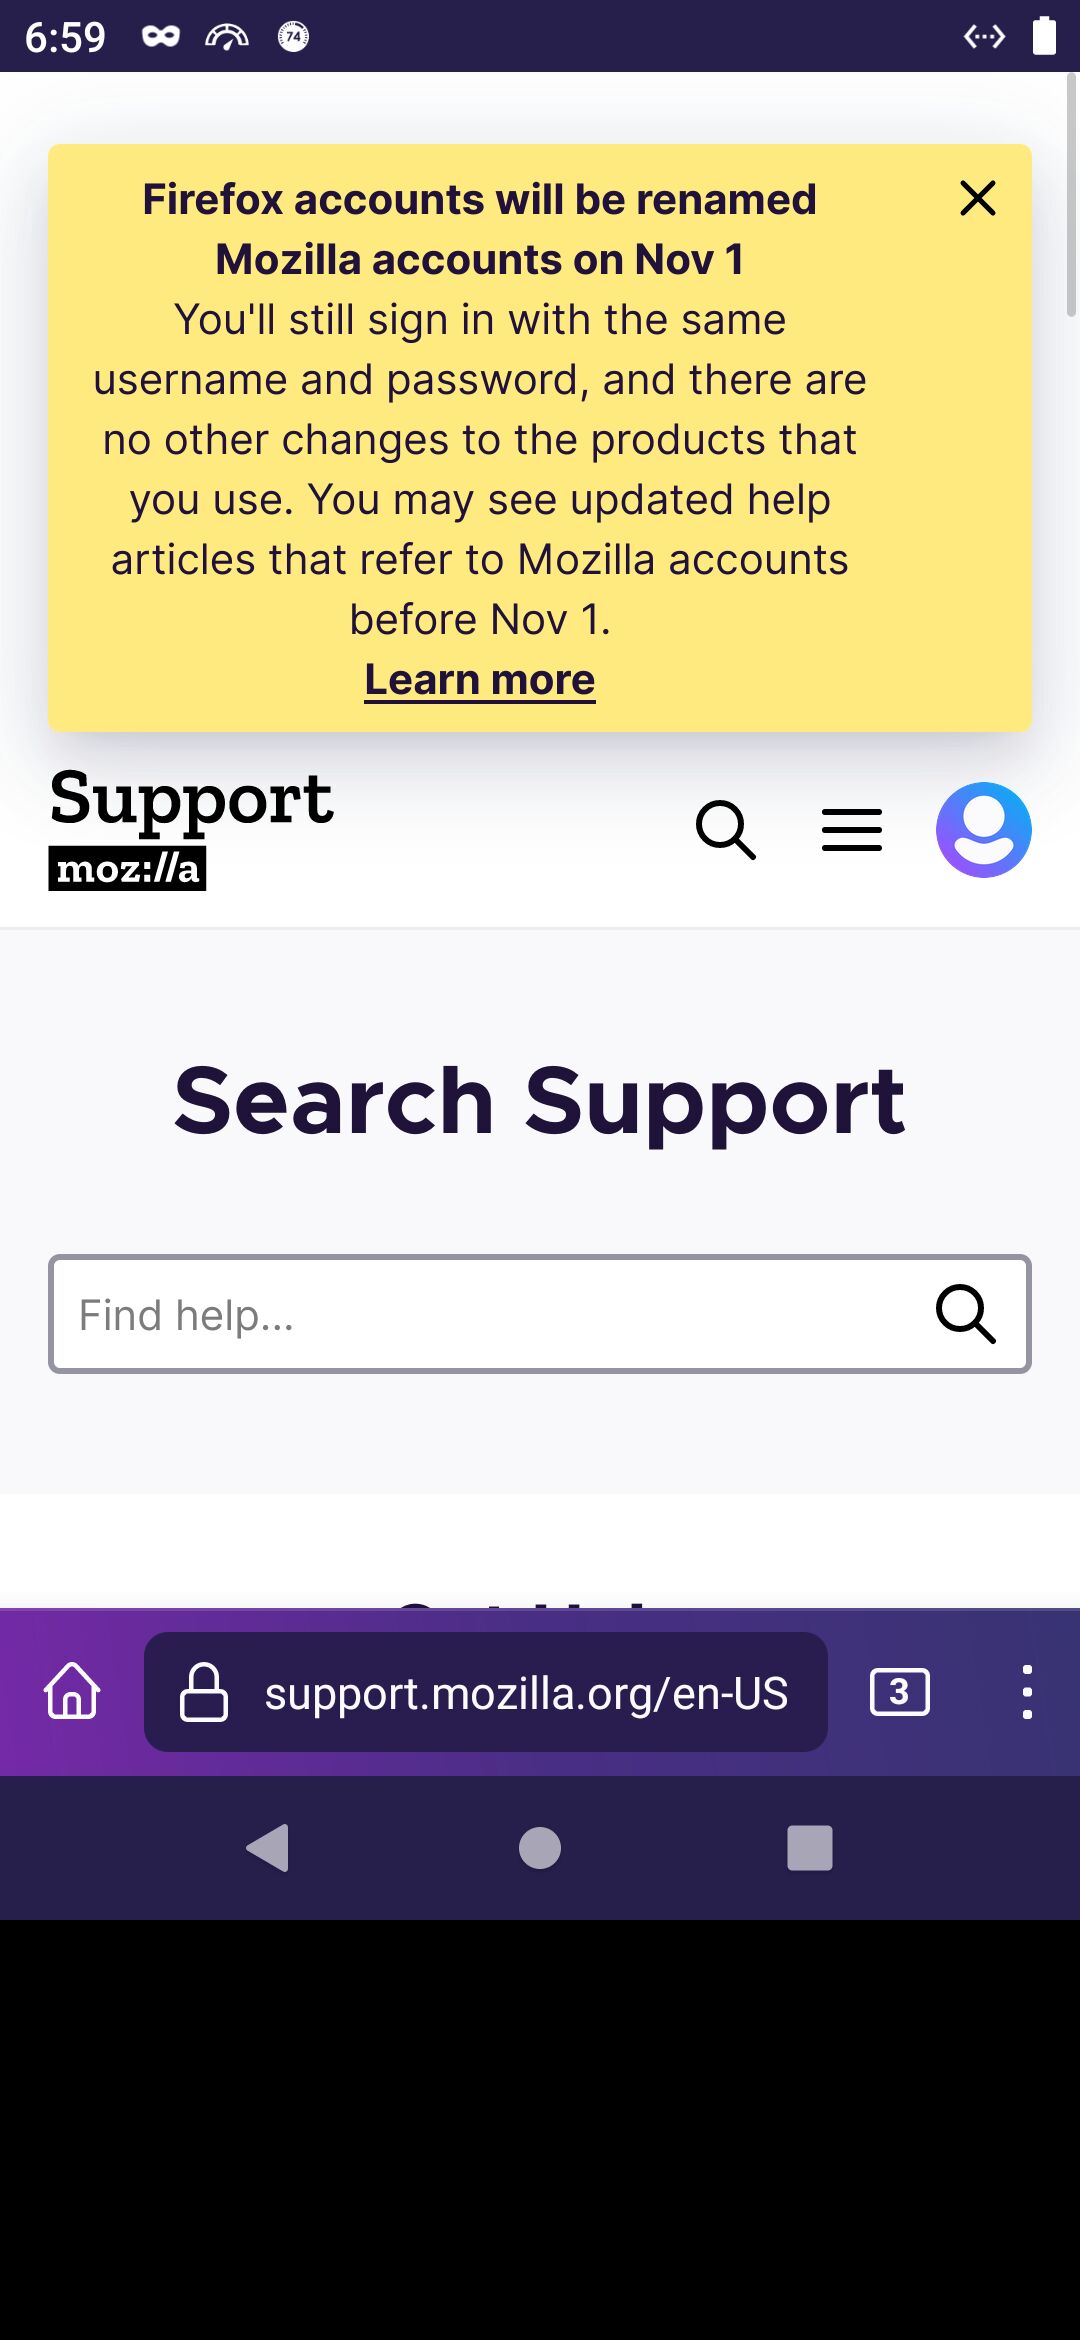 6:59
74
Firefox accounts will be renamed
Mozilla accounts on Nov 1
You'll still sign in with the same
username and password, and there are
no other changes to the products that
you use. You may see updated help
articles that refer to Mozilla accounts
before Nov 1.
Learn more
Support
moz://a
Search Support
Find help...
support.mozilla.org/en-US
3